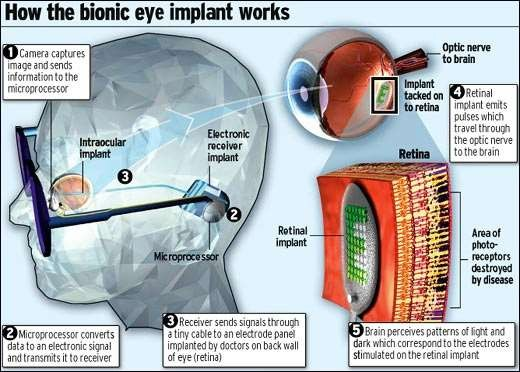 How the bionic eye implant works
1 Camera captures
image and sends
information to the
microprocessor
Optic nerve
to brain
Implant
tacked on
to retina
4 Retinal
implant emits
pulses which
travel through
the optic nerve
to the brain
Intraocular
implant
Electronic
receiver
implant
3
2
Microprocessor
Retina
Retinal
implant
Area of
photo-
receptors
destroyed
by disease
2 Microprocessor converts
data to an electronic signal
and transmits it to receiver
3 Receiver sends signals through
a tiny cable to an electrode panel
implanted by doctors on back wall
of eye (retina)
5 Brain perceives patterns of light and
dark which correspond to the electrodes
stimulated on the retinal implant